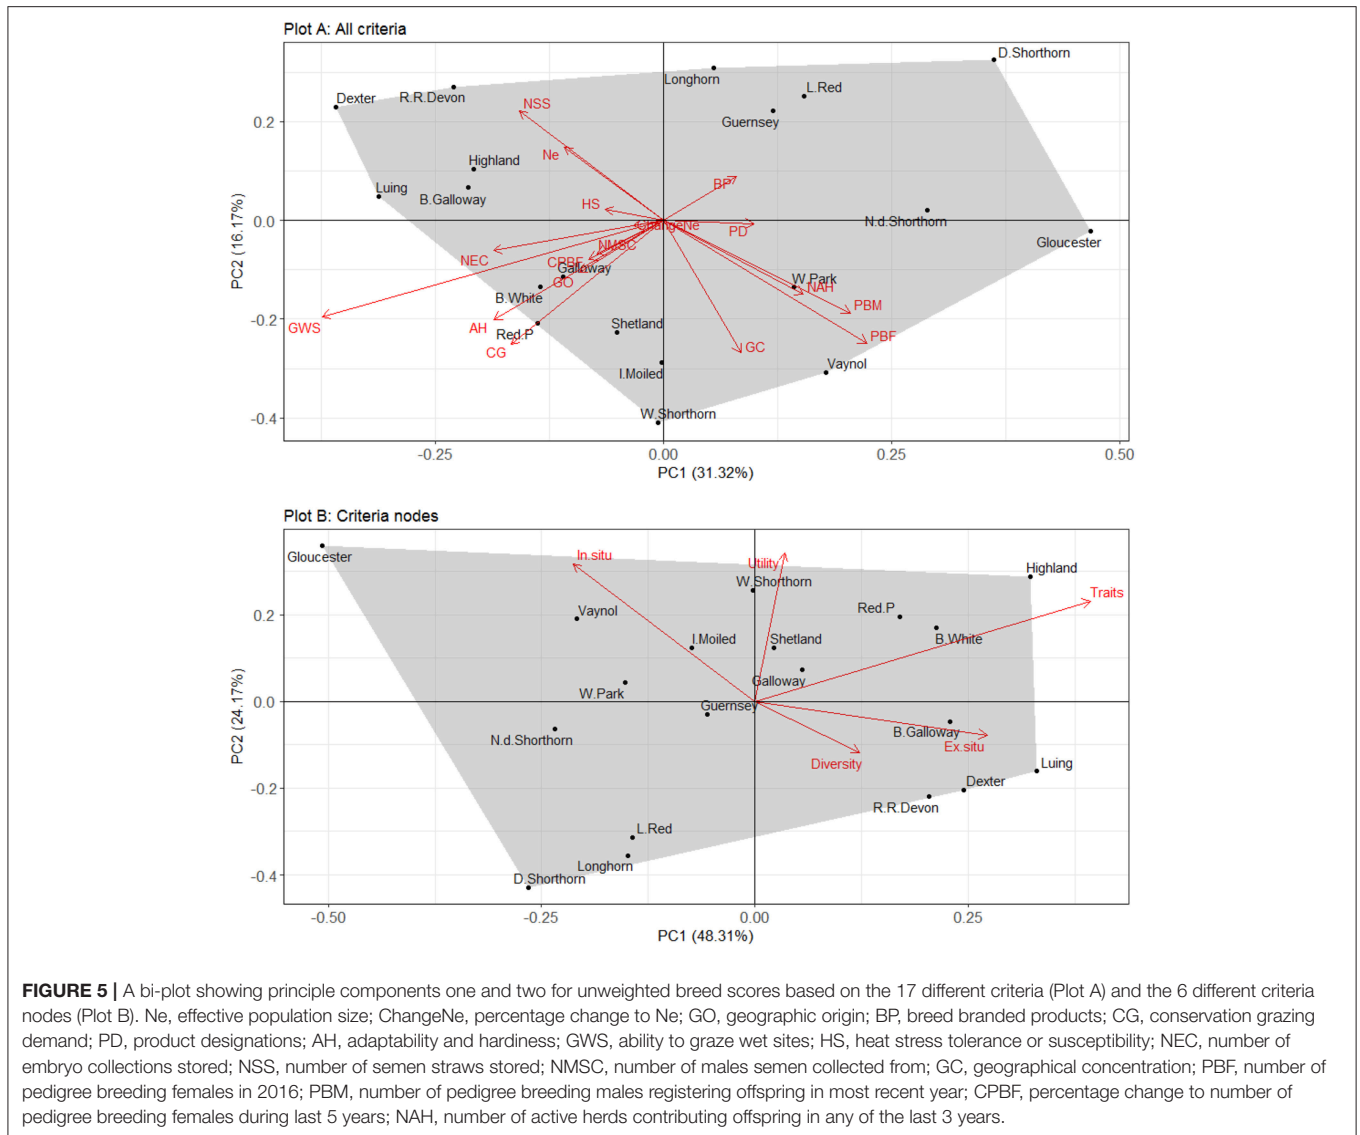 Plot A: All criteria
D.Shorthorn
Longhorn
L.Red
R.R.Devon
Dexter
NSS
Guernsey
0.2
Ne
Highland
Luing
B.Galloway
BP
HS
N.d.Shorthorn
0.0
ChangeNe
PD
Gloucester
NMSC
NEC
CPBF
Galloway
GO
W.Park
NAH
B.White
PBM
-0.2
GWS
AH
Red.P
Shetland
PBF
CG
GC
I.Moiled
Vaynol
W.Shorthorn
-0.4
PC2 (16.17%)
-0.25
0.00
0.25
0.50
PC1 (31.32%)
Plot B: Criteria nodes
Gloucester
In.situ
Utility
Highland
W.Shorthorn
Traits
Vaynol
Red.P
0.2
I.Moiled
Shetland
B.White
Galloway
W.Park
0.0
Guernsey
N.d.Shorthorn
B.Galloway
Ex.situ
Diversity
Luing
Dexter
-0.2
R.R.Devon
L.Red
Longhorn
D.Shorthorn
-0.4
PC2 (24.17%)
-0.50
-0.25
0.00
0.25
PC1 (48.31%)
FIGURE 5 | A bi-plot showing principle components one and two for unweighted breed scores based on the 17 different criteria (Plot A) and the 6 different criteria
nodes (Plot B). Ne, effective population size; ChangeNe, percentage change to Ne; GO, geographic origin; BP, breed branded products; CG, conservation grazing
demand; PD, product designations; AH, adaptability and hardiness; GWS, ability to graze wet sites; HS, heat stress tolerance or susceptibility; NEC, number of
embryo collections stored; NSS, number of semen straws stored; NMSC, number of males semen collected from; GC, geographical concentration; PBF, number of
pedigree breeding females in 2016; PBM, number of pedigree breeding males registering offspring in most recent year; CPBF, percentage change to number of
pedigree breeding females during last 5 years; NAH, number of active herds contributing offspring in any of the last 3 years.